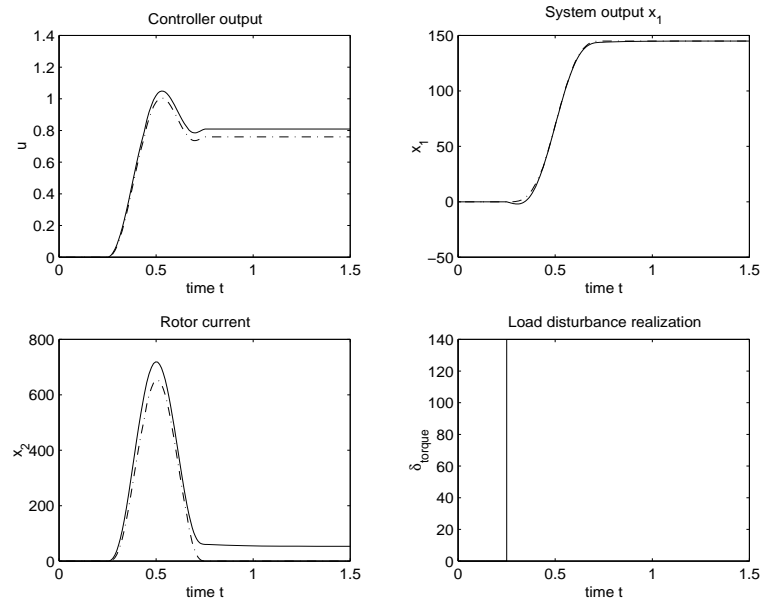 Controller output
1.4
1.2
1
0.8
0.6
0.4
0.2
0
u
0 0.5 1 1.5
time t
System output x₁
150
100
50
0
−50
x₁
0 0.5 1 1.5
time t
Rotor current
800
600
400
200
0
x₂
0 0.5 1 1.5
time t
Load disturbance realization
140
120
100
80
60
40
20
0
δtorque
0 0.5 1 1.5
time t